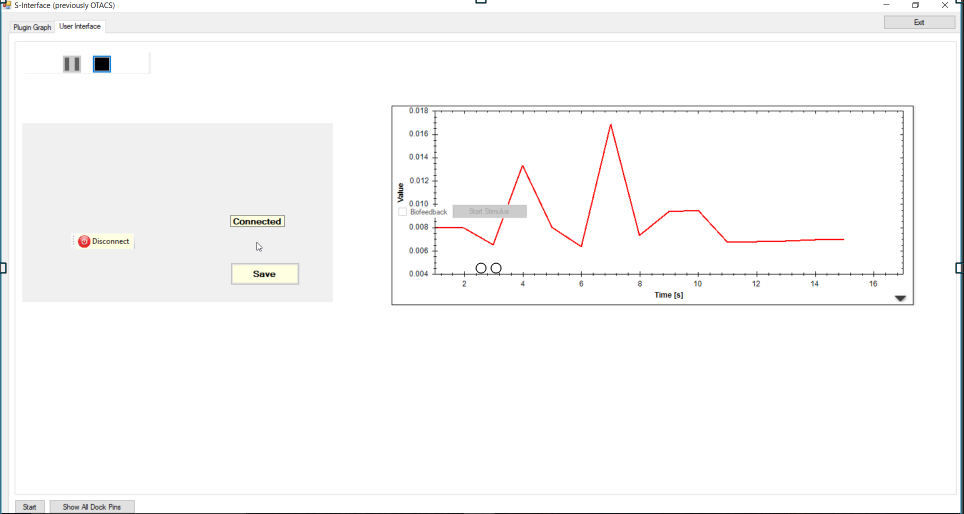 S-Interface (previously OTACS)
Exit
Plugin Graph User Interface
Connected
Disconnect
Save
0.018
0.016
0.014
0.012
0.010
0.008
0.006
0.004
Value
Biofeedback Start Stimulus
2 4 6 8 10 12 14 16
Time [s]
Start Show All Dock Pins